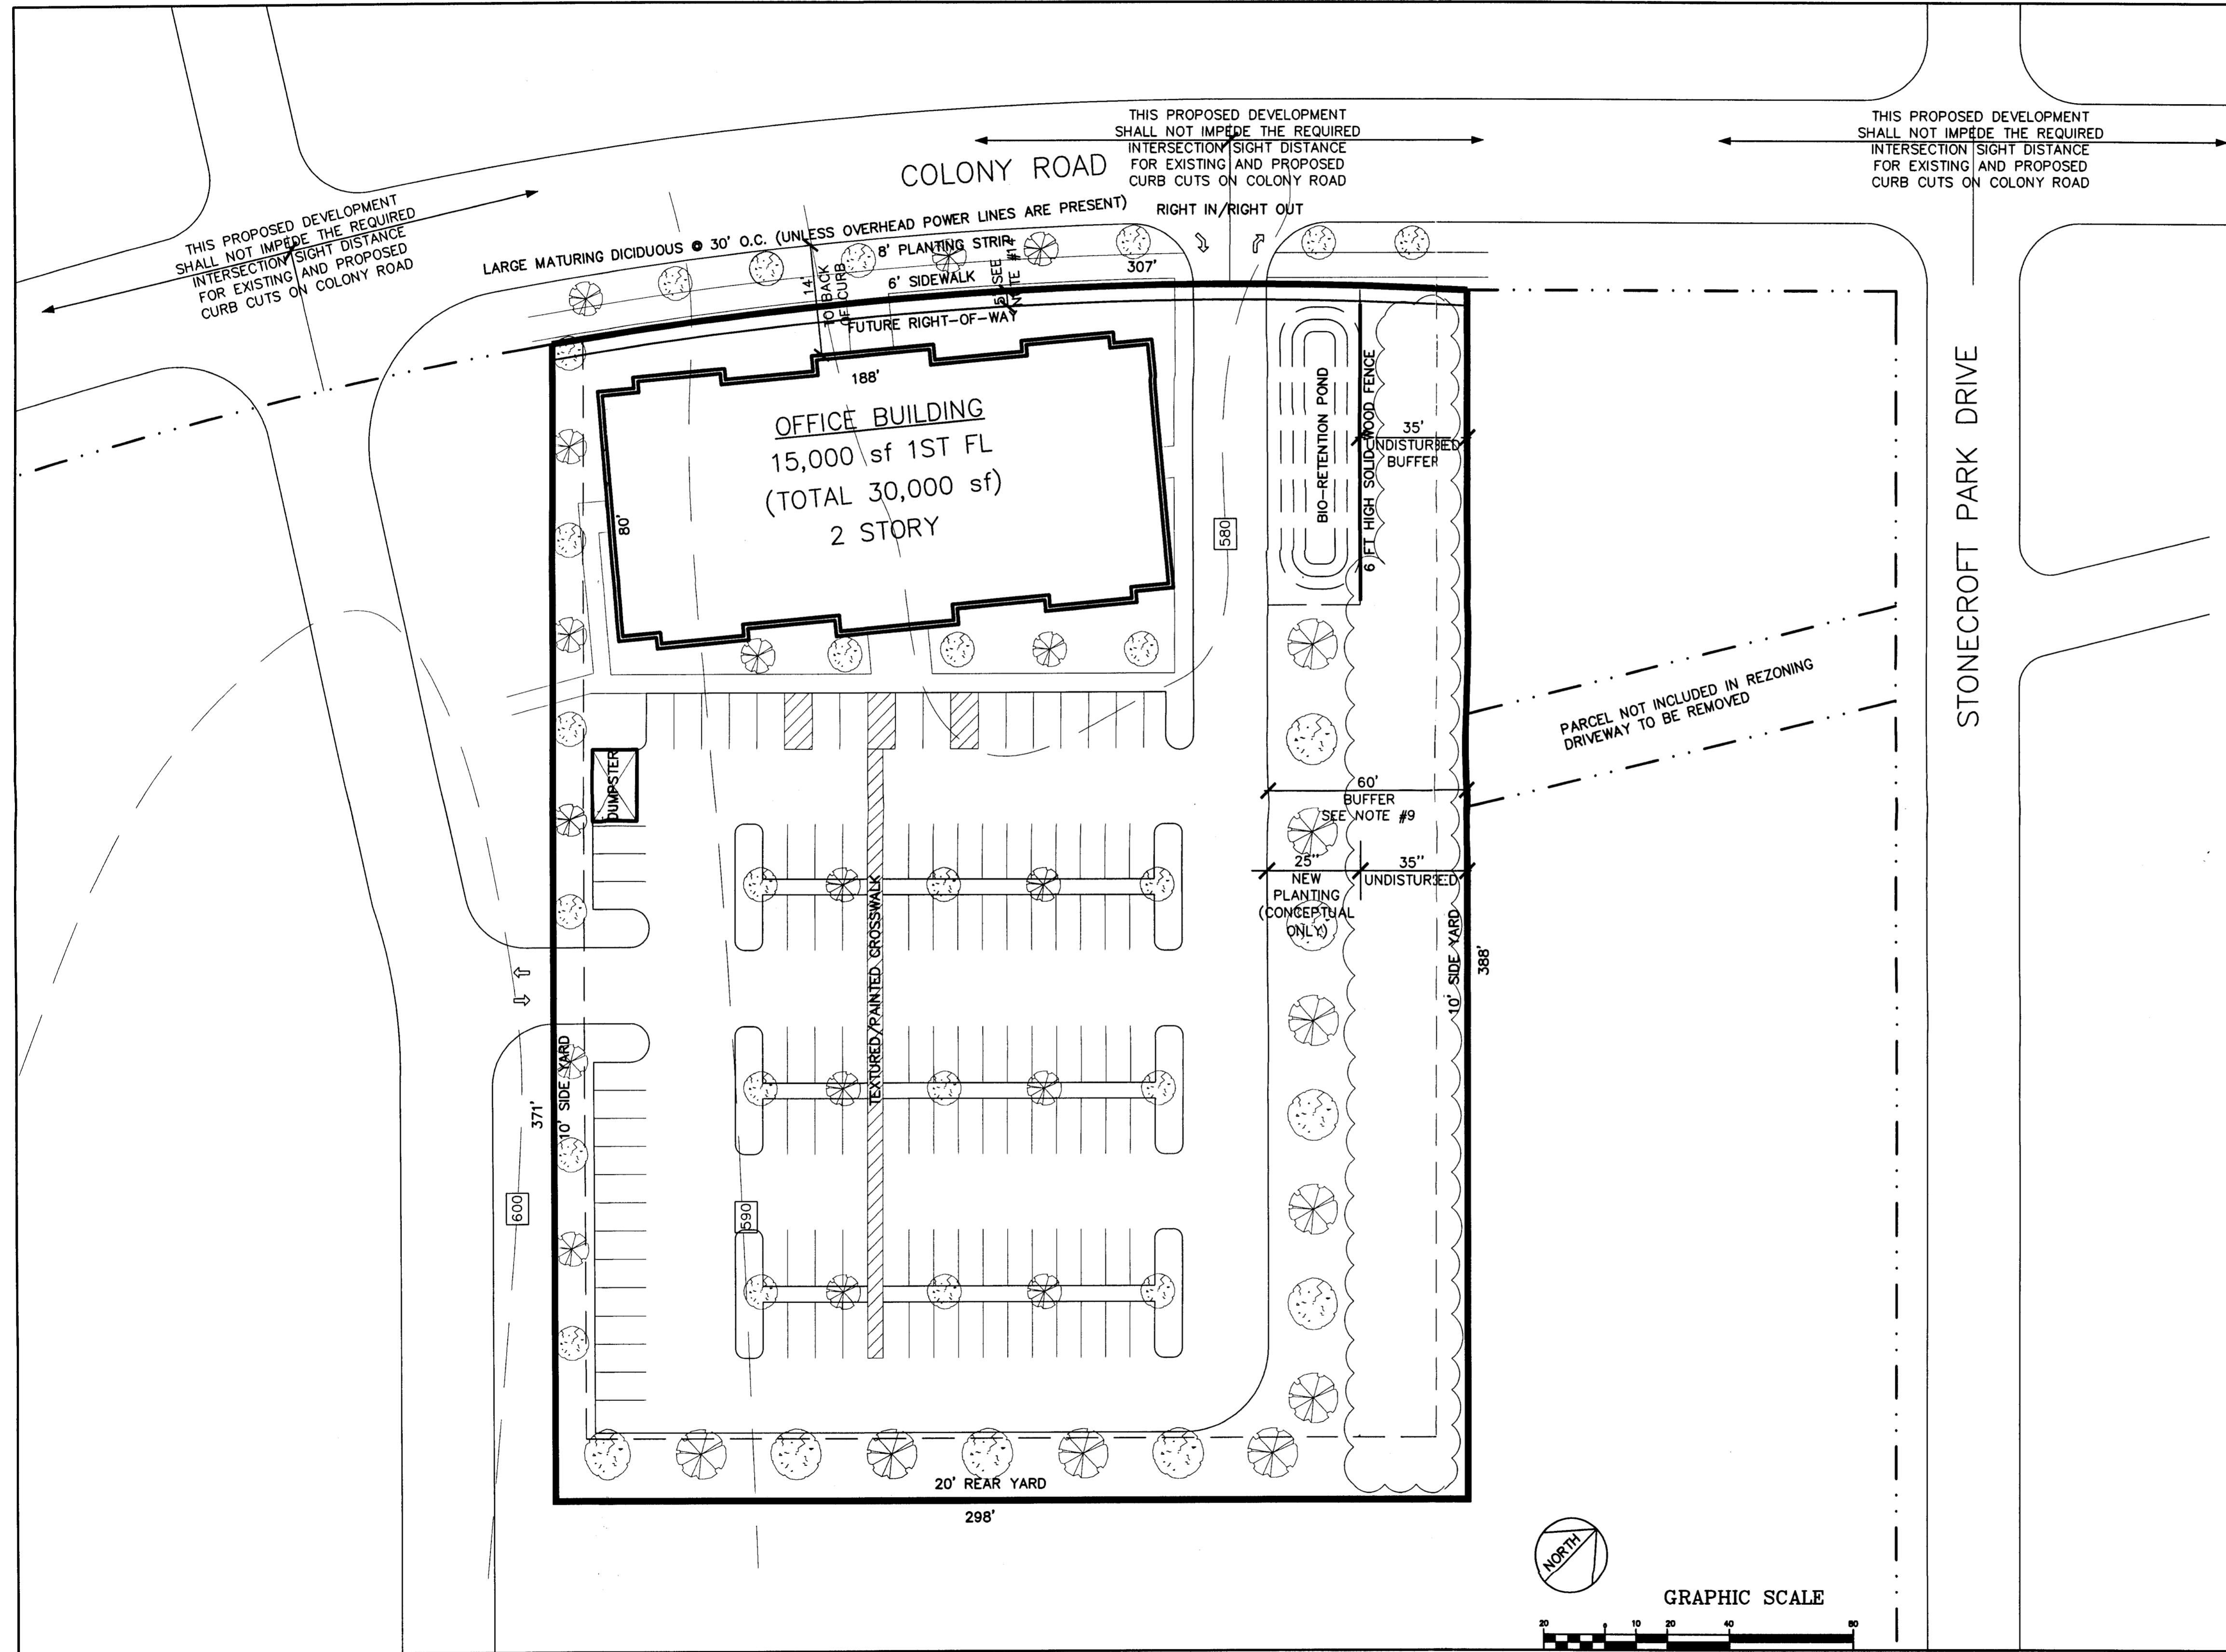 THIS PROPOSED DEVELOPMENT
SHALL NOT IMPEDE THE REQUIRED
INTERSECTION SIGHT DISTANCE
FOR EXISTING AND PROPOSED
CURB CUTS ON COLONY ROAD
THIS PROPOSED DEVELOPMENT
SHALL NOT IMPEDE THE REQUIRED
INTERSECTION SIGHT DISTANCE
FOR EXISTING AND PROPOSED
CURB CUTS ON COLONY ROAD
THIS PROPOSED DEVELOPMENT
SHALL NOT IMPEDE THE REQUIRED
INTERSECTION SIGHT DISTANCE
FOR EXISTING AND PROPOSED
CURB CUTS ON COLONY ROAD
COLONY ROAD
RIGHT IN/RIGHT OUT
LARGE MATURING DICIDUOUS @ 30' O.C. (UNLESS OVERHEAD POWER LINES ARE PRESENT)
8' PLANTING STRIP
6' SIDEWALK
307'
14'
TO BACK
OF CURB
5' SEE
NOTE #14
FUTURE RIGHT-OF-WAY
188'
OFFICE BUILDING
15,000 sf 1ST FL
(TOTAL 30,000 sf)
2 STORY
80'
580
BIO-RETENTION POND
6 FT HIGH SOLID WOOD FENCE
35'
UNDISTURBED
BUFFER
STONECROFT PARK DRIVE
PARCEL NOT INCLUDED IN REZONING
DRIVEWAY TO BE REMOVED
DUMPSTER
60'
BUFFER
SEE NOTE #9
25''
NEW
PLANTING
(CONCEPTUAL
ONLY)
35''
UNDISTURBED
TEXTURED/PAINTED CROSSWALK
10' SIDE YARD
388'
371'
10' SIDE YARD
600
590
20' REAR YARD
298'
NORTH
GRAPHIC SCALE
20 0 10 20 40 80